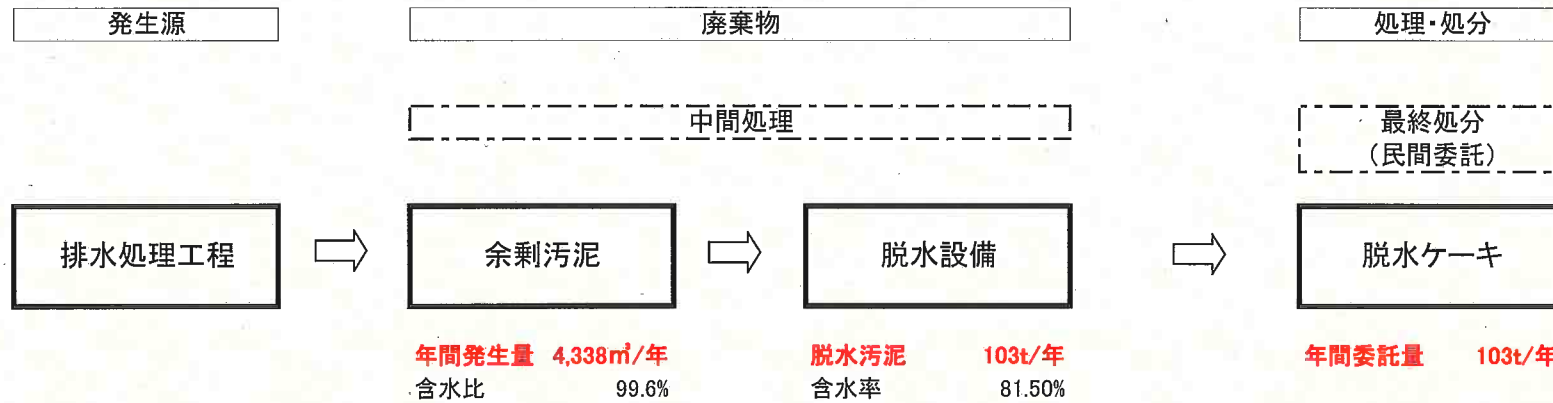 発生源
廃棄物
処理・処分
中間処理
最終処分
（民間委託）
排水処理工程
余剰汚泥
脱水設備
脱水ケーキ
年間発生量 4,338㎥/年
含水比 99.6%
脱水汚泥 103t/年
含水率 81.50%
年間委託量 103t/年